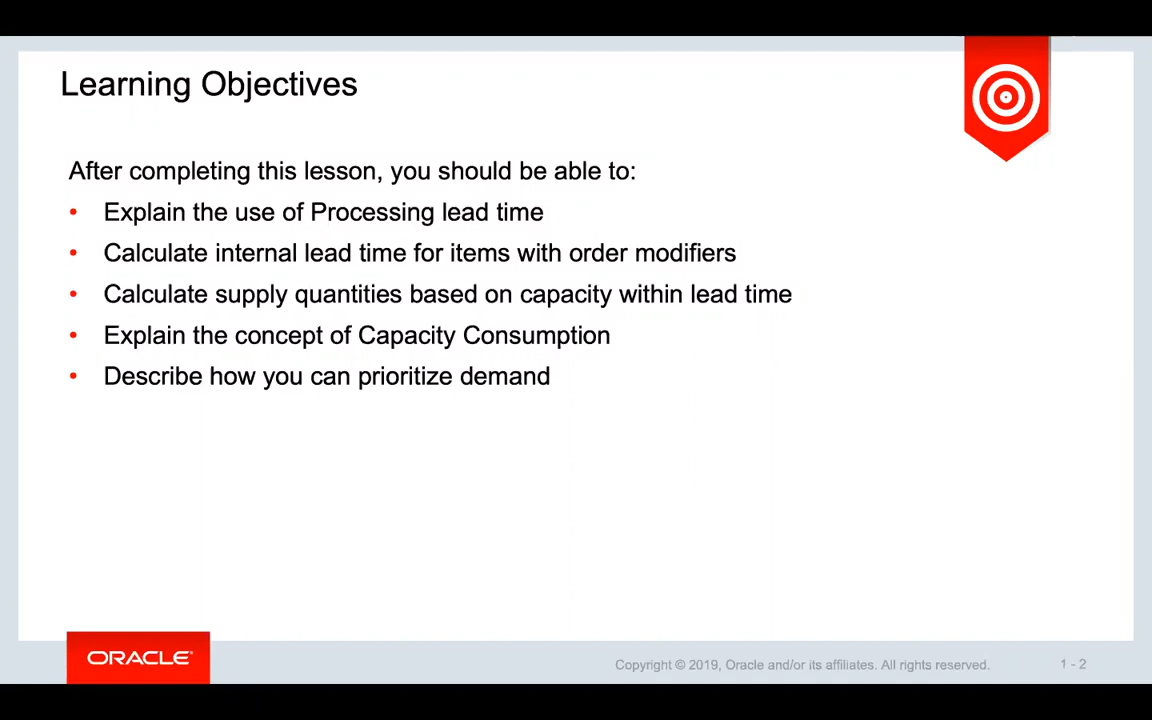 Learning Objectives
After completing this lesson, you should be able to:
• Explain the use of Processing lead time
• Calculate internal lead time for items with order modifiers
• Calculate supply quantities based on capacity within lead time
• Explain the concept of Capacity Consumption
• Describe how you can prioritize demand
ORACLE®
Copyright © 2019, Oracle and/or its affiliates. All rights reserved.
1 - 2